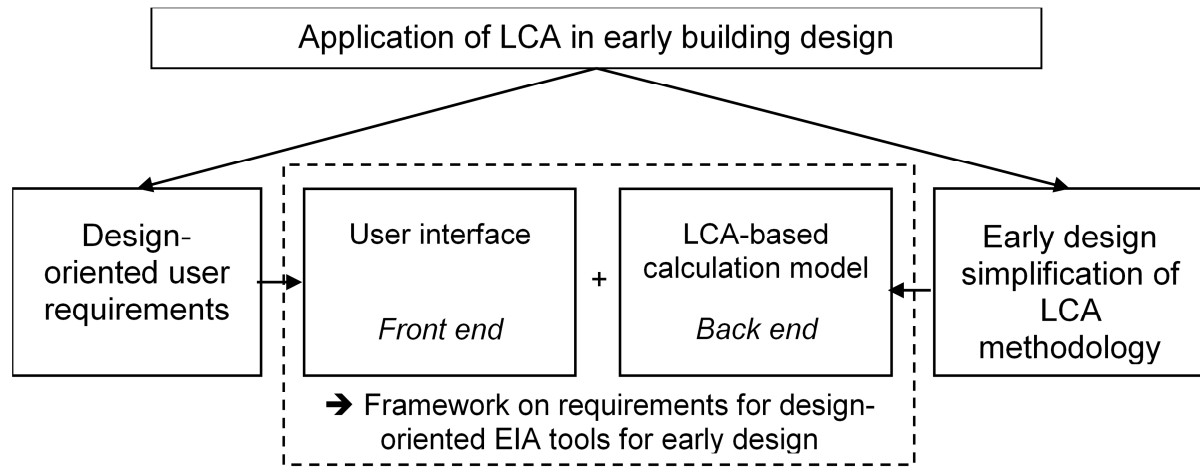 Application of LCA in early building design
Design-
oriented user
requirements
User interface
Front end
+
LCA-based
calculation model
Back end
Early design
simplification of
LCA
methodology
➔ Framework on requirements for design-
oriented EIA tools for early design